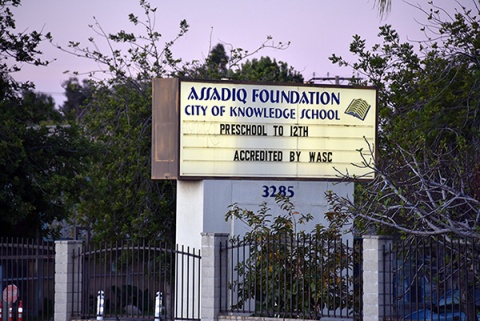 ASSADIQ FOUNDATION
CITY OF KNOWLEDGE SCHOOL
PRESCHOOL TO 12TH
ACCREDITED BY WASC
3285